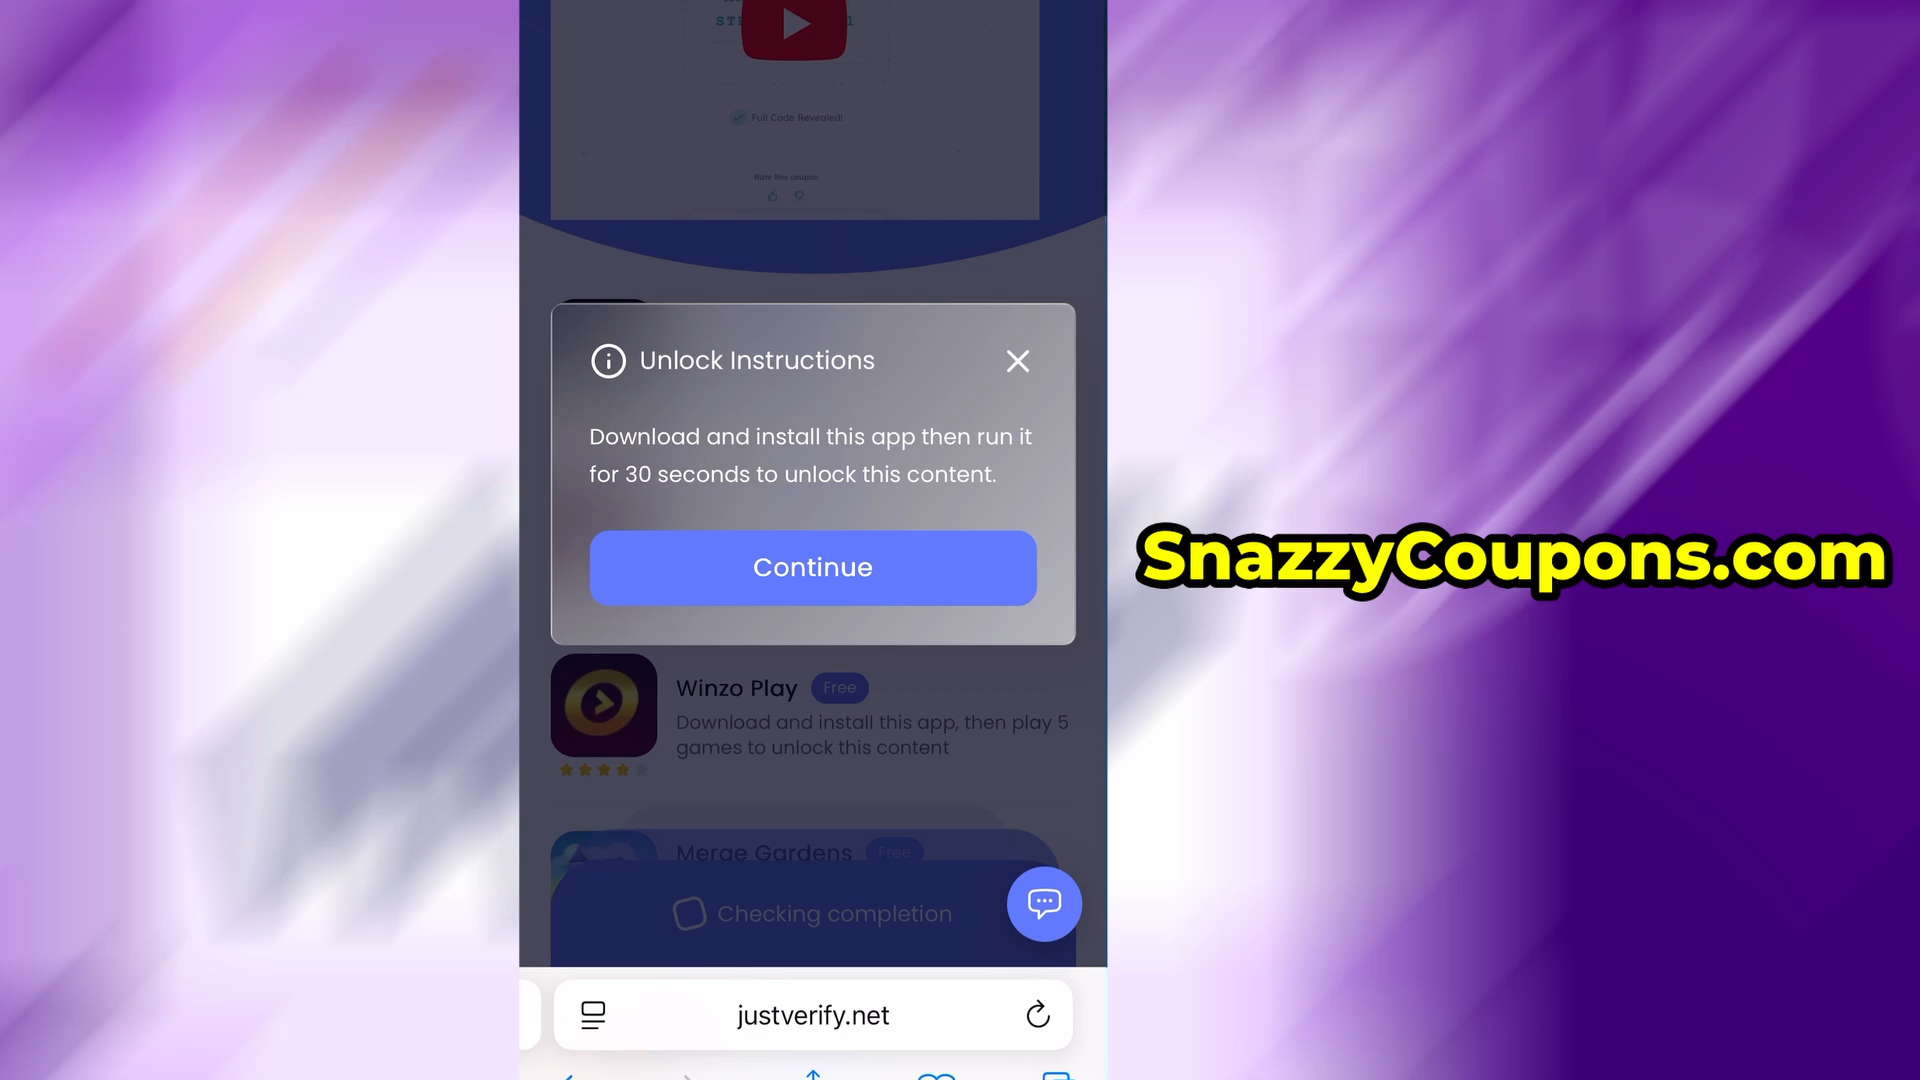 Full Code Revealed!
Rate this coupon
Unlock Instructions
Download and install this app then run it
for 30 seconds to unlock this content.
Continue
SnazzyCoupons.com
Winzo Play Free
Download and install this app, then play 5
games to unlock this content
Merge Gardens Free
Checking completion
justverify.net